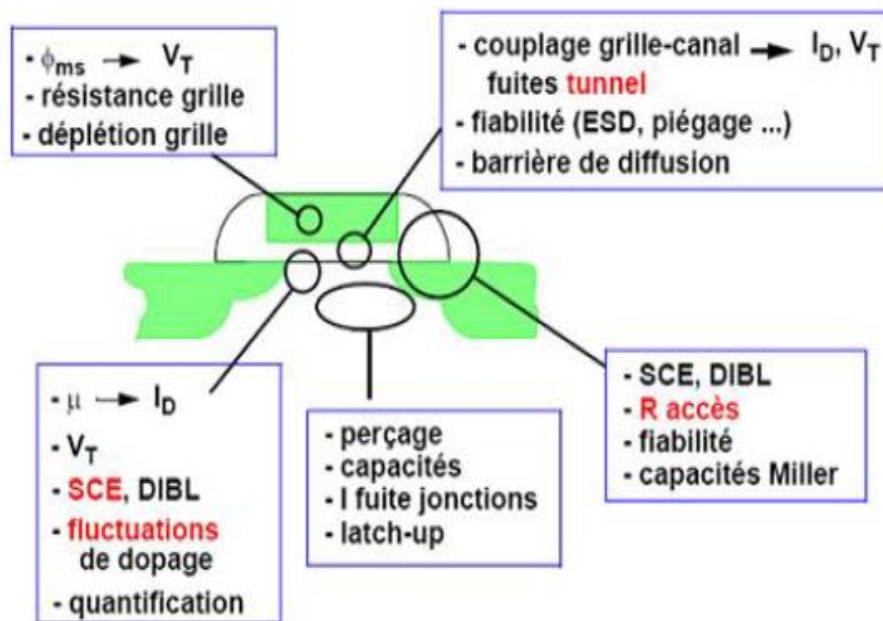 - ϕms → VT
- résistance grille
- déplétion grille
- couplage grille-canal → ID, VT
fuites tunnel
- fiabilité (ESD, piégage ...)
- barrière de diffusion
- μ → ID
- VT
- SCE, DIBL
- fluctuations
de dopage
- quantification
- perçage
- capacités
- I fuite jonctions
- latch-up
- SCE, DIBL
- R accès
- fiabilité
- capacités Miller